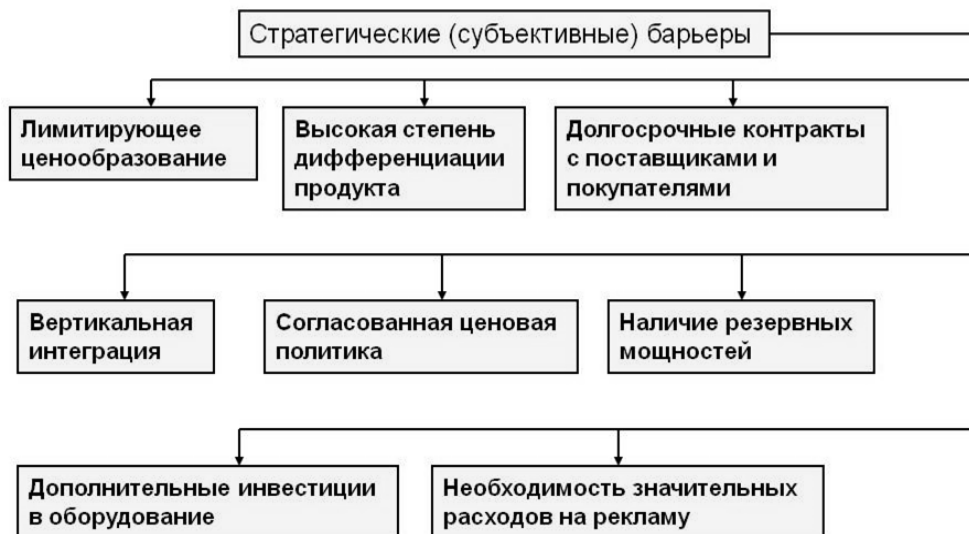 Стратегические (субъективные) барьеры
Лимитирующее
ценообразование
Высокая степень
дифференциации
продукта
Долгосрочные контракты
с поставщиками и
покупателями
Вертикальная
интеграция
Согласованная ценовая
политика
Наличие резервных
мощностей
Дополнительные инвестиции
в оборудование
Необходимость значительных
расходов на рекламу